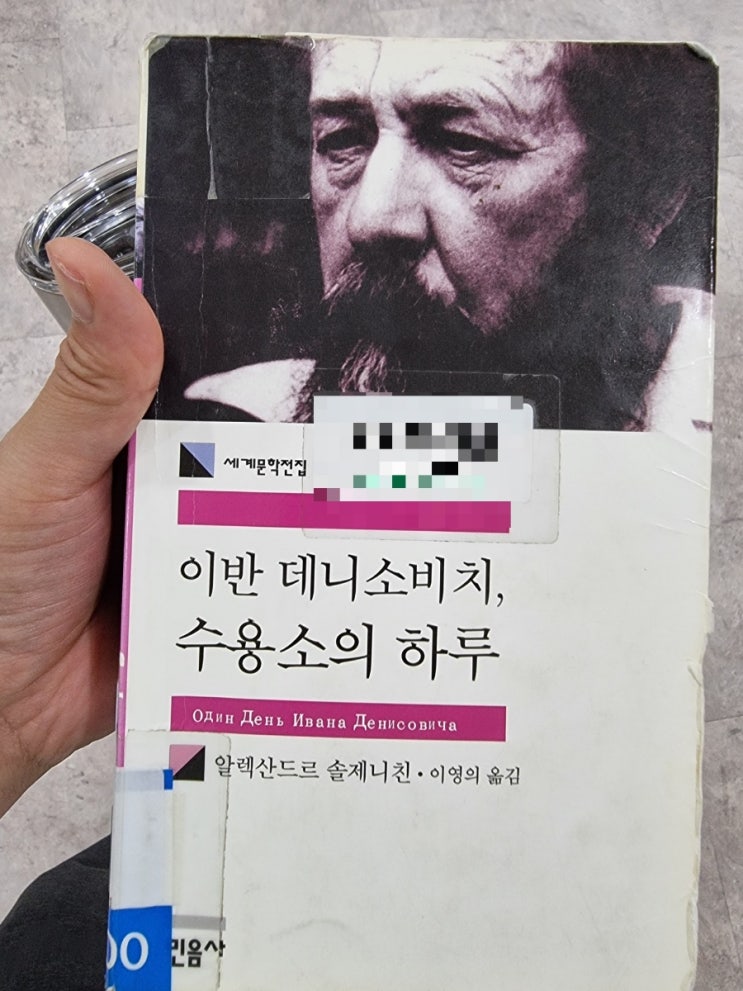 세계문학전집
이반 데니소비치,
수용소의 하루
Один День Ивана Денисовича
알렉산드르 솔제니친 · 이영의 옮김
00
민음사